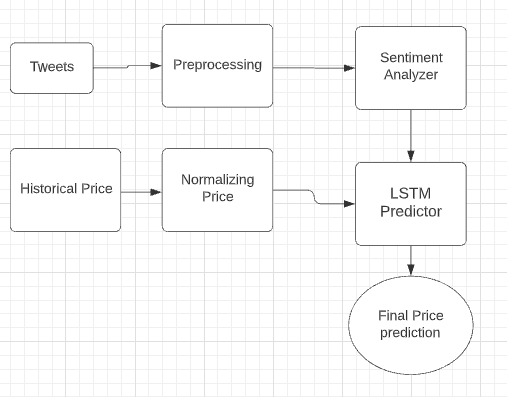 Tweets
Preprocessing
Sentiment
Analyzer
Historical Price
Normalizing
Price
LSTM
Predictor
Final Price
prediction